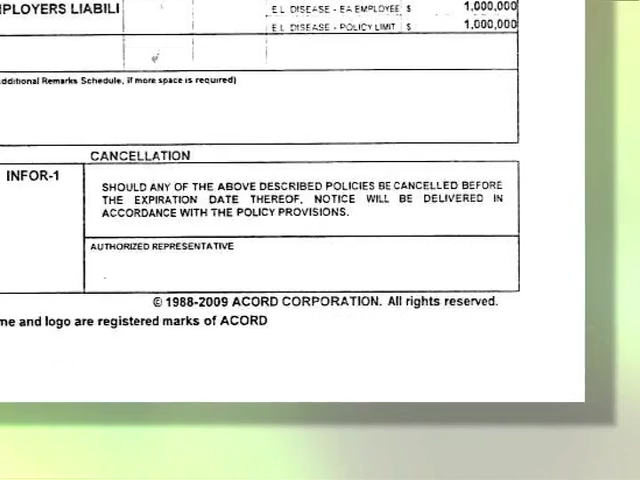 PLOYERS LIABILI
E.L. DISEASE - EA EMPLOYEE $ 1,000,000
E.L. DISEASE - POLICY LIMIT $ 1,000,000
dditional Remarks Schedule, if more space is required)
CANCELLATION
INFOR-1
SHOULD ANY OF THE ABOVE DESCRIBED POLICIES BE CANCELLED BEFORE
THE EXPIRATION DATE THEREOF, NOTICE WILL BE DELIVERED IN
ACCORDANCE WITH THE POLICY PROVISIONS.
AUTHORIZED REPRESENTATIVE
© 1988-2009 ACORD CORPORATION. All rights reserved.
me and logo are registered marks of ACORD